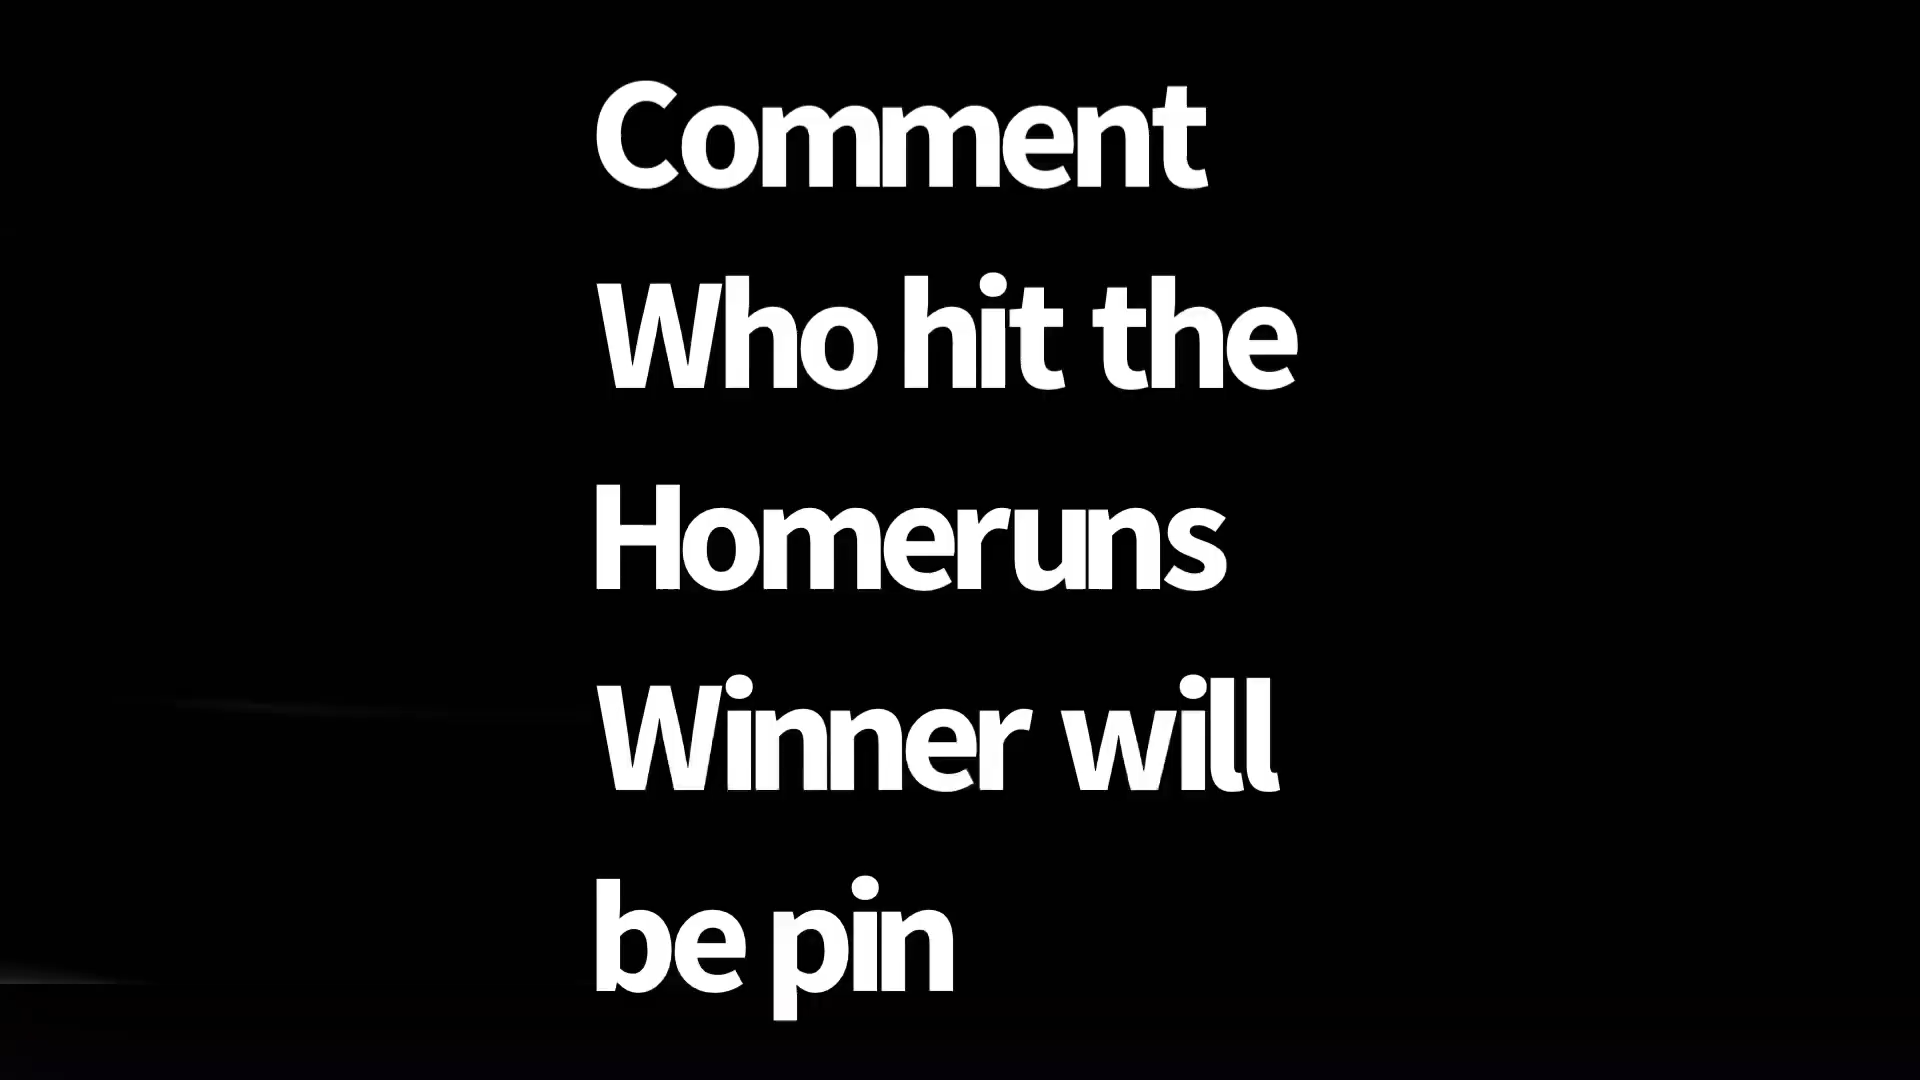 Comment
Who hit the
Homeruns
Winner will
be pin